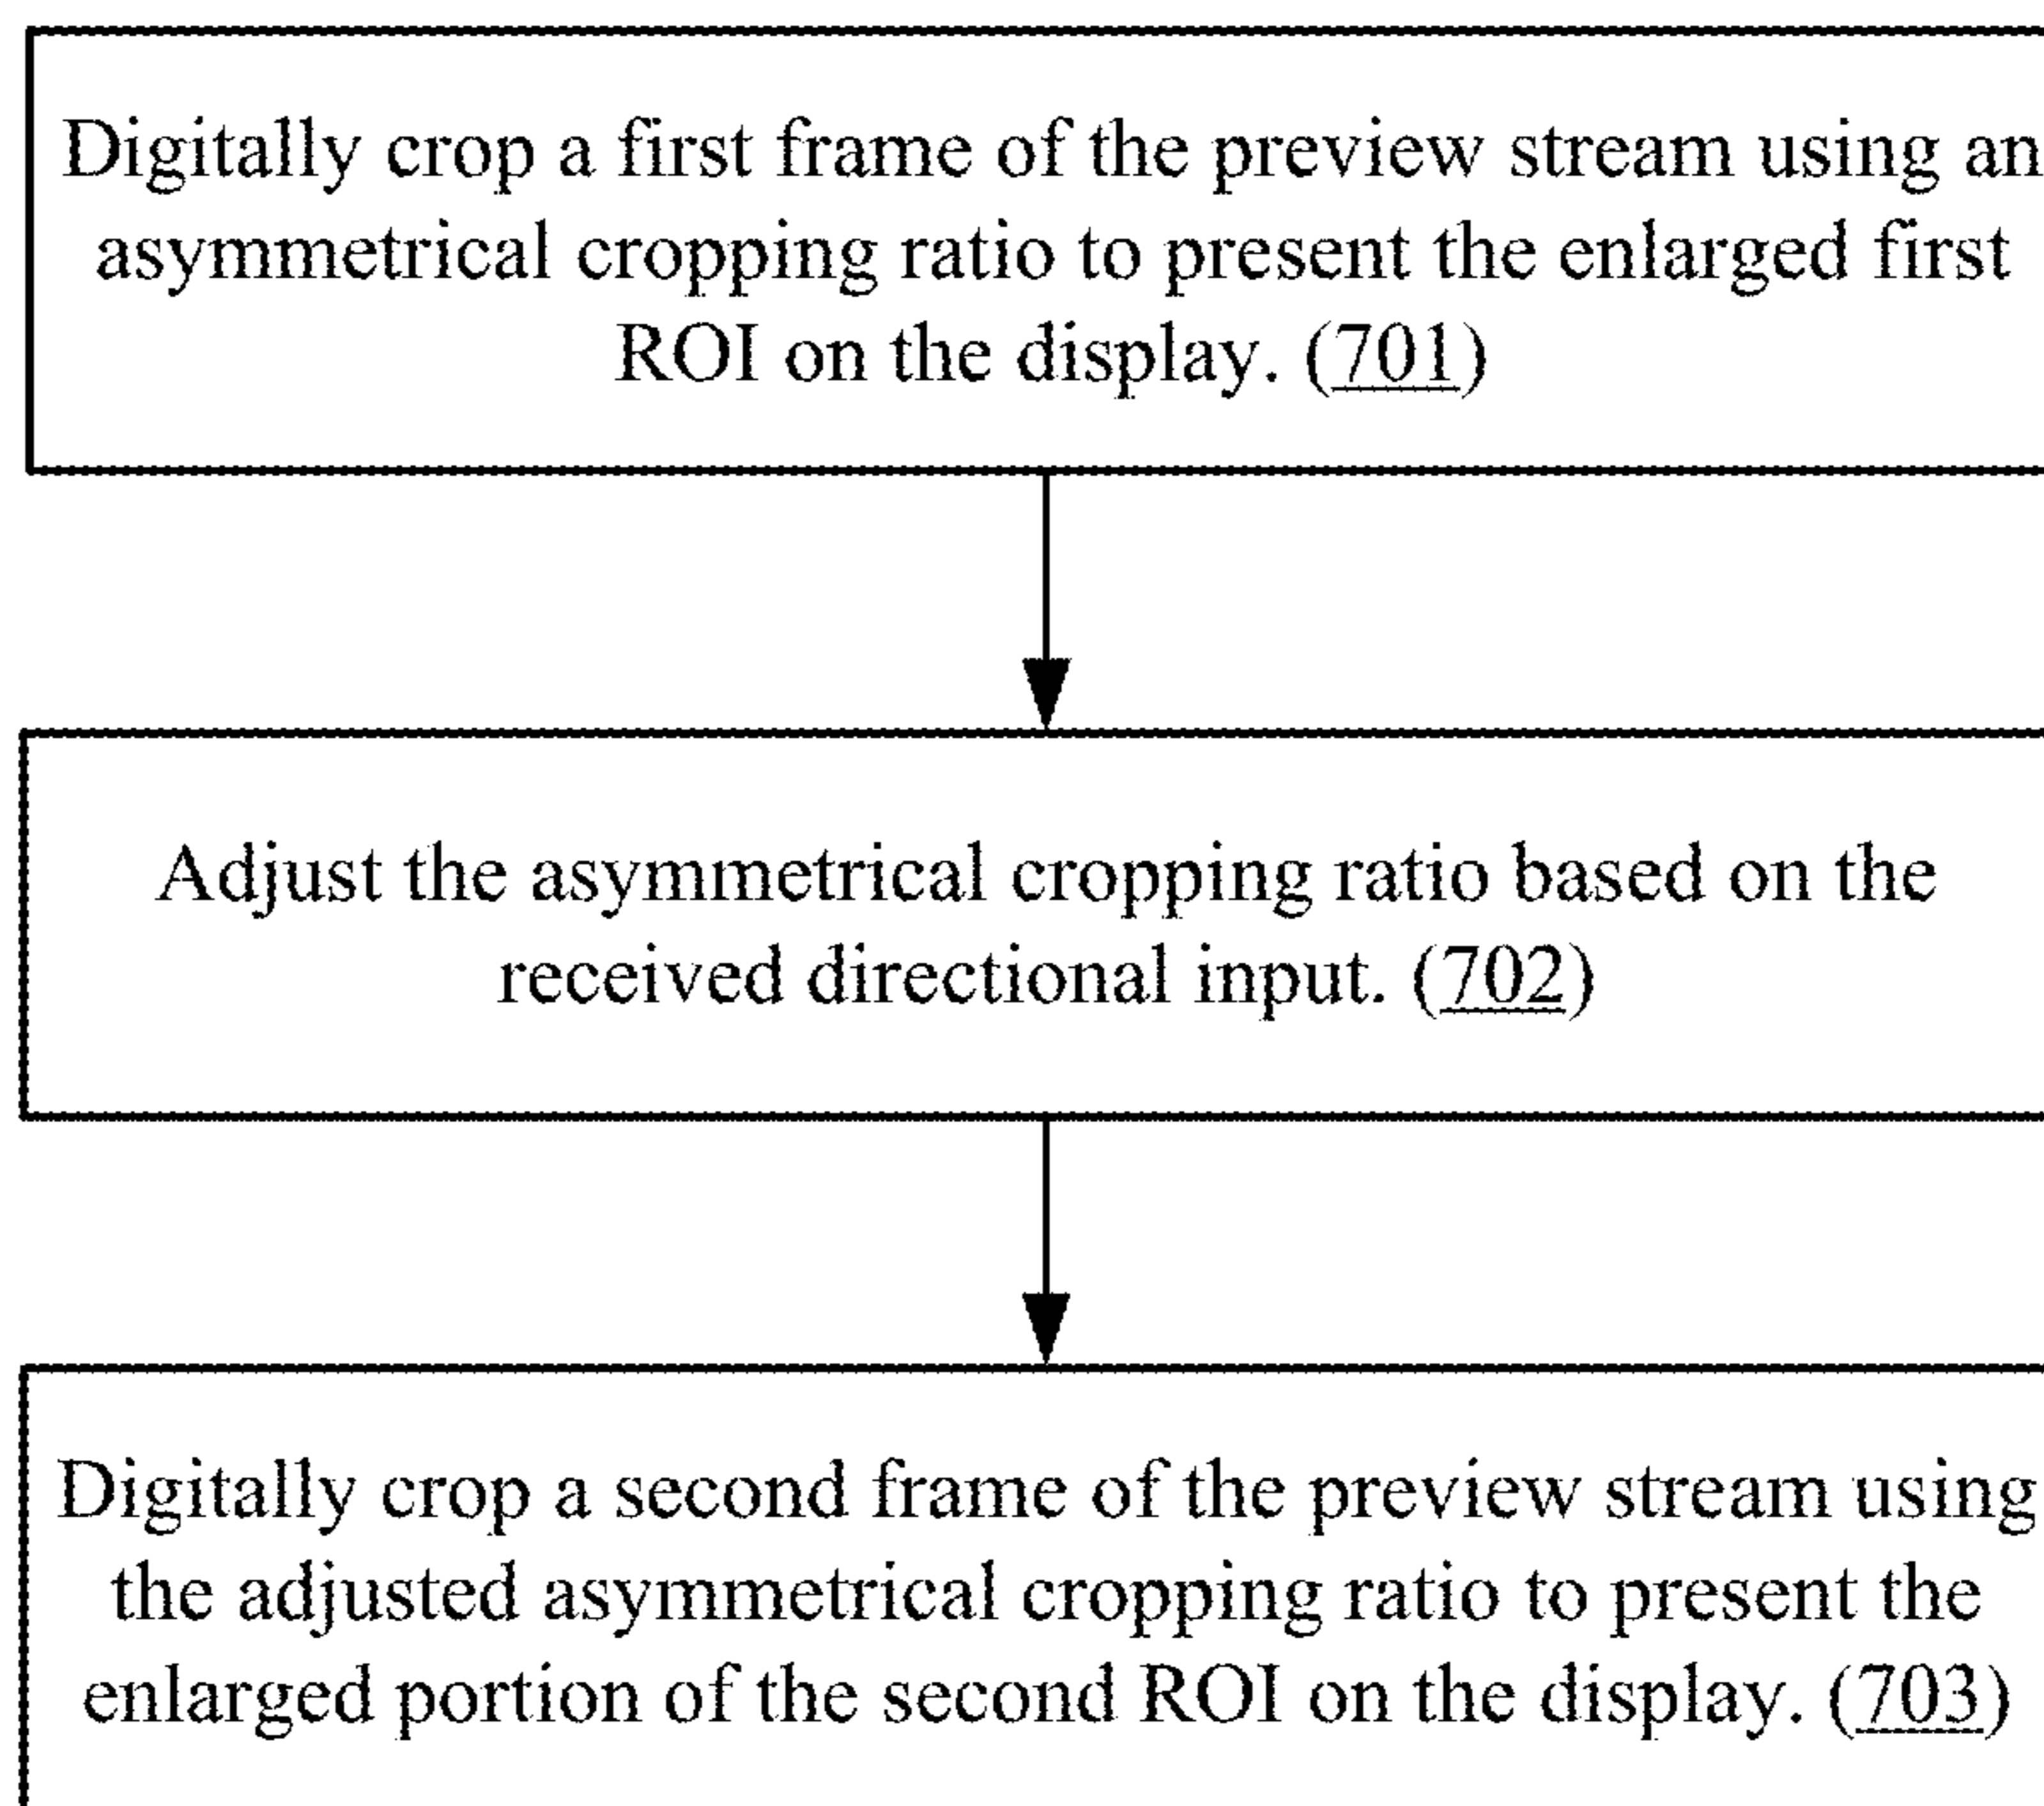 Digitally crop a first frame of the preview stream using an
asymmetrical cropping ratio to present the enlarged first
ROI on the display. (701)
Adjust the asymmetrical cropping ratio based on the
received directional input. (702)
Digitally crop a second frame of the preview stream using
the adjusted asymmetrical cropping ratio to present the
enlarged portion of the second ROI on the display. (703)